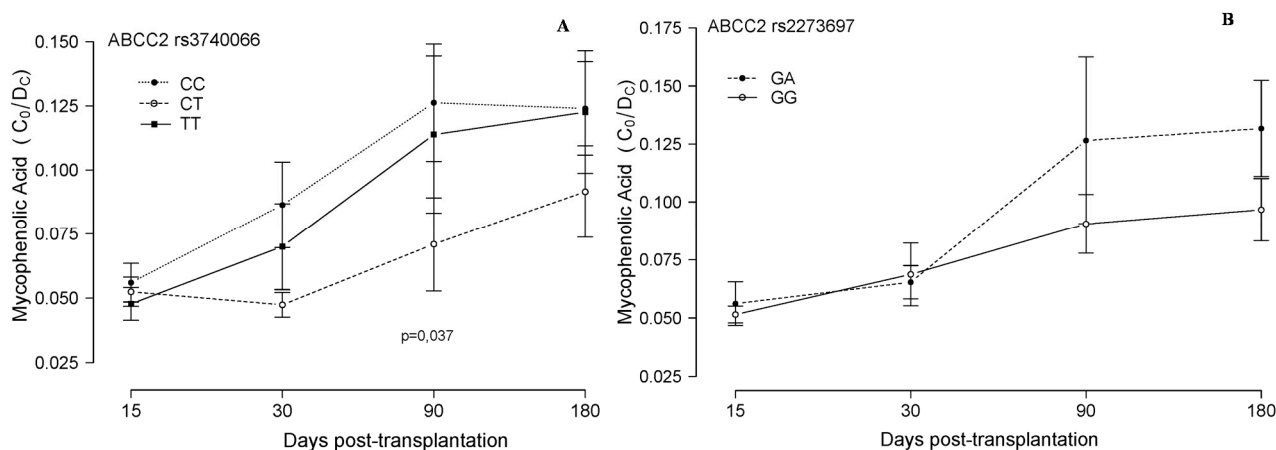 A
ABCC2 rs3740066
CC
CT
TT
0.150
0.125
0.100
0.075
0.050
0.025
Mycophenolic Acid ( C₀/Dc)
p=0,037
15 30 90 180
Days post-transplantation
B
ABCC2 rs2273697
GA
GG
0.175
0.150
0.125
0.100
0.075
0.050
0.025
Mycophenolic Acid ( C₀/Dc)
15 30 90 180
Days post-transplantation